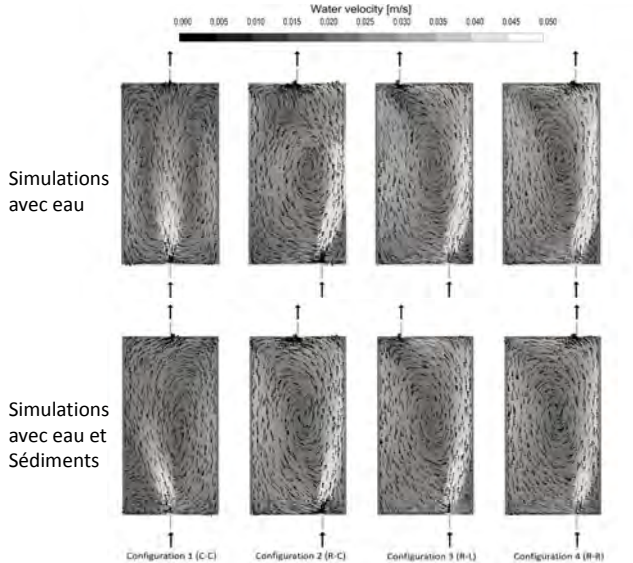 Water velocity [m/s]
0.000 0.005 0.010 0.015 0.020 0.025 0.030 0.035 0.040 0.045 0.050
Simulations
avec eau
Simulations
avec eau et
Sédiments
Configuration 1 (C-C) Configuration 2 (R-C) Configuration 3 (R-L) Configuration 4 (R-R)